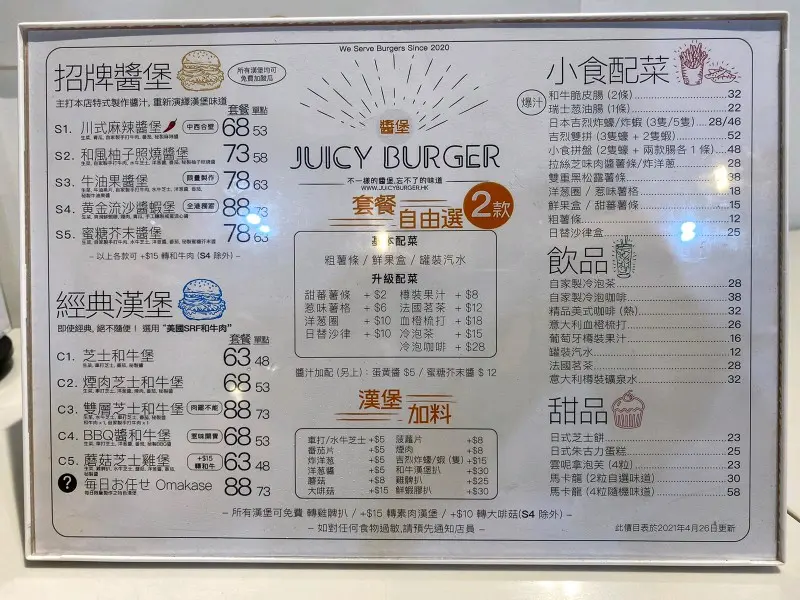 We Serve Burgers Since 2020
招牌醬堡
所有漢堡均可
免費加酸瓜
主打本店特式製作醬汁, 重新演繹漢堡味道
套餐 單點
S1. 川式麻辣醬堡 中西合璧 68 53
S2. 和風柚子照燒醬堡 73 58
S3. 牛油果醬堡 限量製作 78 63
S4. 黃金流沙醬蝦堡 全港獨家 88
S5. 蜜糖芥末醬堡 78 63
- 以上各款可 +$15 轉和牛肉 (S4 除外) -
經典漢堡
即使經典, 絕不隨便！ 選用 "美國SRF和牛肉"
套餐 單點
C1. 芝士和牛堡 63 48
C2. 煙肉芝士和牛堡 68 53
C3. 雙層芝士和牛堡 肉圈不能 88 73
C4. BBQ醬和牛堡 68 53
C5. 蘑菇芝士雞堡 +$15 轉和牛 63 48
? 每日お任せ Omakase 88 73
醬堡
JUICY BURGER
不一樣的醬堡,忘不了的味道
WWW.JUICYBURGER.HK
套餐 自由選 2款
基本配菜
粗薯條 / 鮮果盒 / 罐裝汽水
升級配菜
甜蕃薯條 + $2 樽裝果汁 + $8
惹味薯格 + $6 法國茗茶 + $12
洋葱圈 + $10 血橙梳打 + $18
日替沙律 + $10 冷泡茶 + $15
冷泡咖啡 + $28
醬汁加配 (另上) : 蛋黃醬 $5 / 蜜糖芥末醬 $ 12
漢堡 加料
車打/水牛芝士 +$5 菠蘿片 +$8
番茄片 +$5 煙肉 +$8
炸洋葱 +$5 吉烈炸蠔/蝦 (隻) +$15
洋葱醬 +$5 和牛漢堡扒 +$30
蘑菇 +$8 雞髀扒 +$25
大啡菇 +$15 鮮蝦膠扒 +$30
- 所有漢堡可免費 轉雞髀扒 / +$15 轉素肉漢堡 / +$10 轉大啡菇(S4 除外) -
- 如對任何食物過敏,請預先通知店員 -
小食配菜
爆汁
和牛脆皮腸 (2條) 32
瑞士葱油腸 (1條) 22
日本吉烈炸蠔/炸蝦 (3隻/5隻) 28/46
吉烈雙拼 (3隻蠔 + 2隻蝦) 52
小食拼盤 (2隻蠔 + 兩款腸各 1 條) 48
拉絲芝味肉醬薯條/炸洋葱 28
雙重黑松露薯條 38
洋葱圈 / 惹味薯格 18
鮮果盒 / 甜蕃薯條 15
粗薯條 12
日替沙律盒 25
飲品
自家製冷泡茶 28
自家製冷泡咖啡 38
精品美式咖啡 (熱) 32
意大利血橙梳打 26
葡萄牙樽裝果汁 16
罐裝汽水 12
法國茗茶 28
意大利樽裝礦泉水 32
甜品
日式芝士餅 23
日式朱古力蛋糕 25
雲呢拿泡芙 (4粒) 23
馬卡龍 (2粒自選味道) 30
馬卡龍 (4粒隨機味道) 58
此價目表於2021年4月26日更新